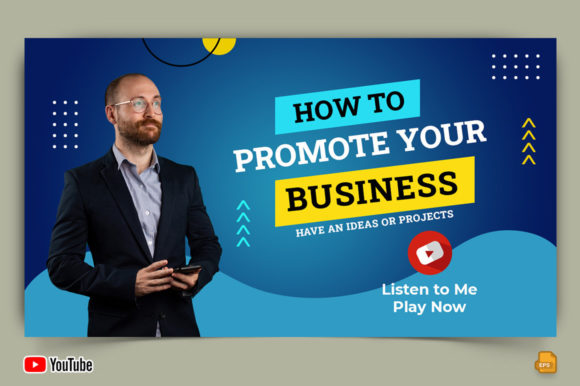 HOW TO
PROMOTE YOUR
BUSINESS
HAVE AN IDEAS OR PROJECTS
Listen to Me
Play Now
YouTube
EPS